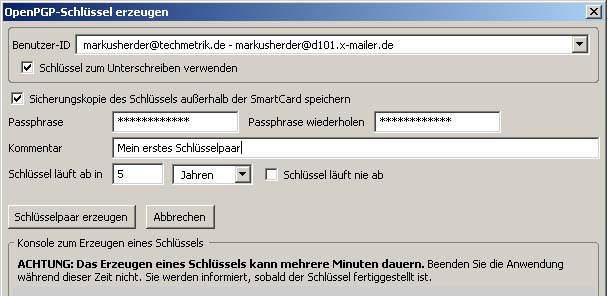 OpenPGP-Schlüssel erzeugen
Benutzer-ID markusherder@techmetrik.de - markusherder@d101.x-mailer.de
Schlüssel zum Unterschreiben verwenden
Sicherungskopie des Schlüssels außerhalb der SmartCard speichern
Passphrase ************ Passphrase wiederholen ************
Kommentar Mein erstes Schlüsselpaar
Schlüssel läuft ab in 5 Jahren Schlüssel läuft nie ab
Schlüsselpaar erzeugen Abbrechen
Konsole zum Erzeugen eines Schlüssels
ACHTUNG: Das Erzeugen eines Schlüssels kann mehrere Minuten dauern. Beenden Sie die Anwendung
während dieser Zeit nicht. Sie werden informiert, sobald der Schlüssel fertiggestellt ist.